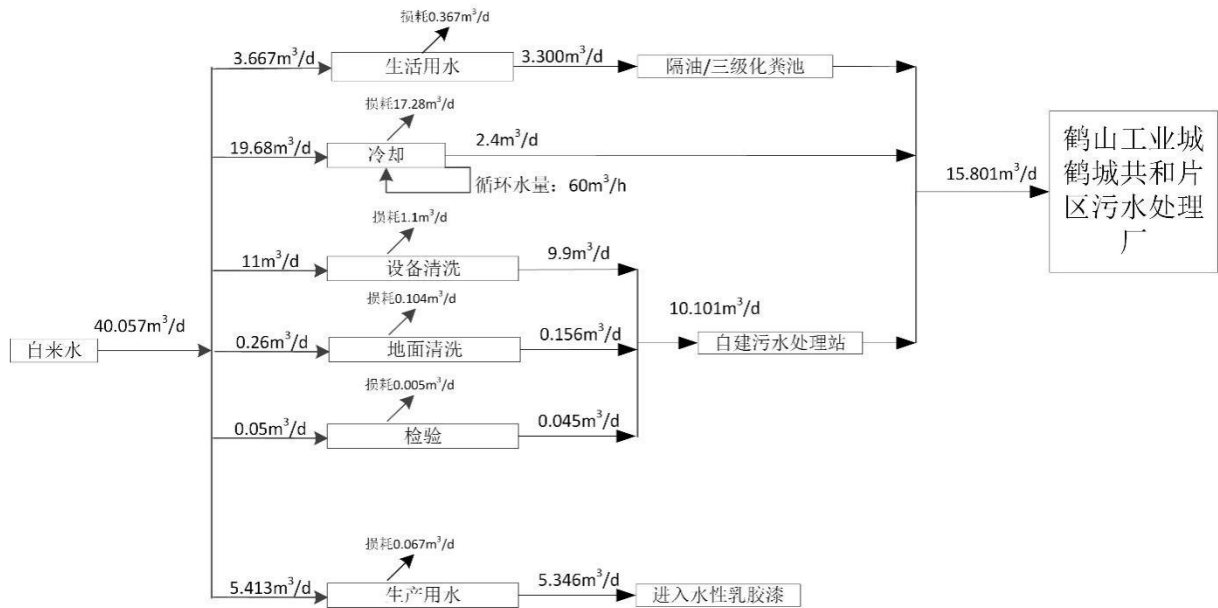 损耗0.367m³/d
3.667m³/d
生活用水
3.300m³/d
隔油/三级化粪池
损耗17.28m³/d
19.68m³/d
冷却
2.4m³/d
循环水量：60m³/h
鹤山工业城
鹤城共和片
区污水处理
厂
15.801m³/d
损耗1.1m³/d
11m³/d
设备清洗
9.9m³/d
损耗0.104m³/d
40.057m³/d
白米水
0.26m³/d
地面清洗
0.156m³/d
10.101m³/d
白建污水处理站
损耗0.005m³/d
0.05m³/d
检验
0.045m³/d
损耗0.067m³/d
5.413m³/d
生产用水
5.346m³/d
进入水性乳胶漆